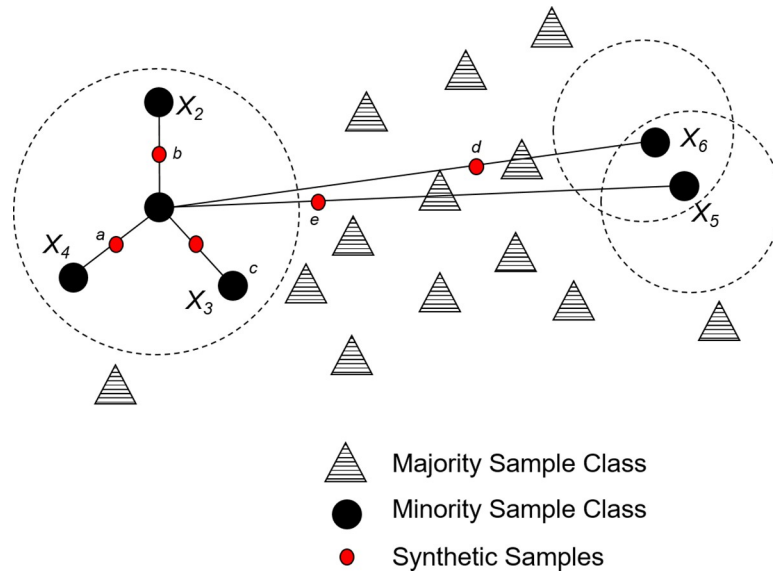 X2
b
X6
d
a
e
X5
X4
c
X3
Majority Sample Class
Minority Sample Class
Synthetic Samples